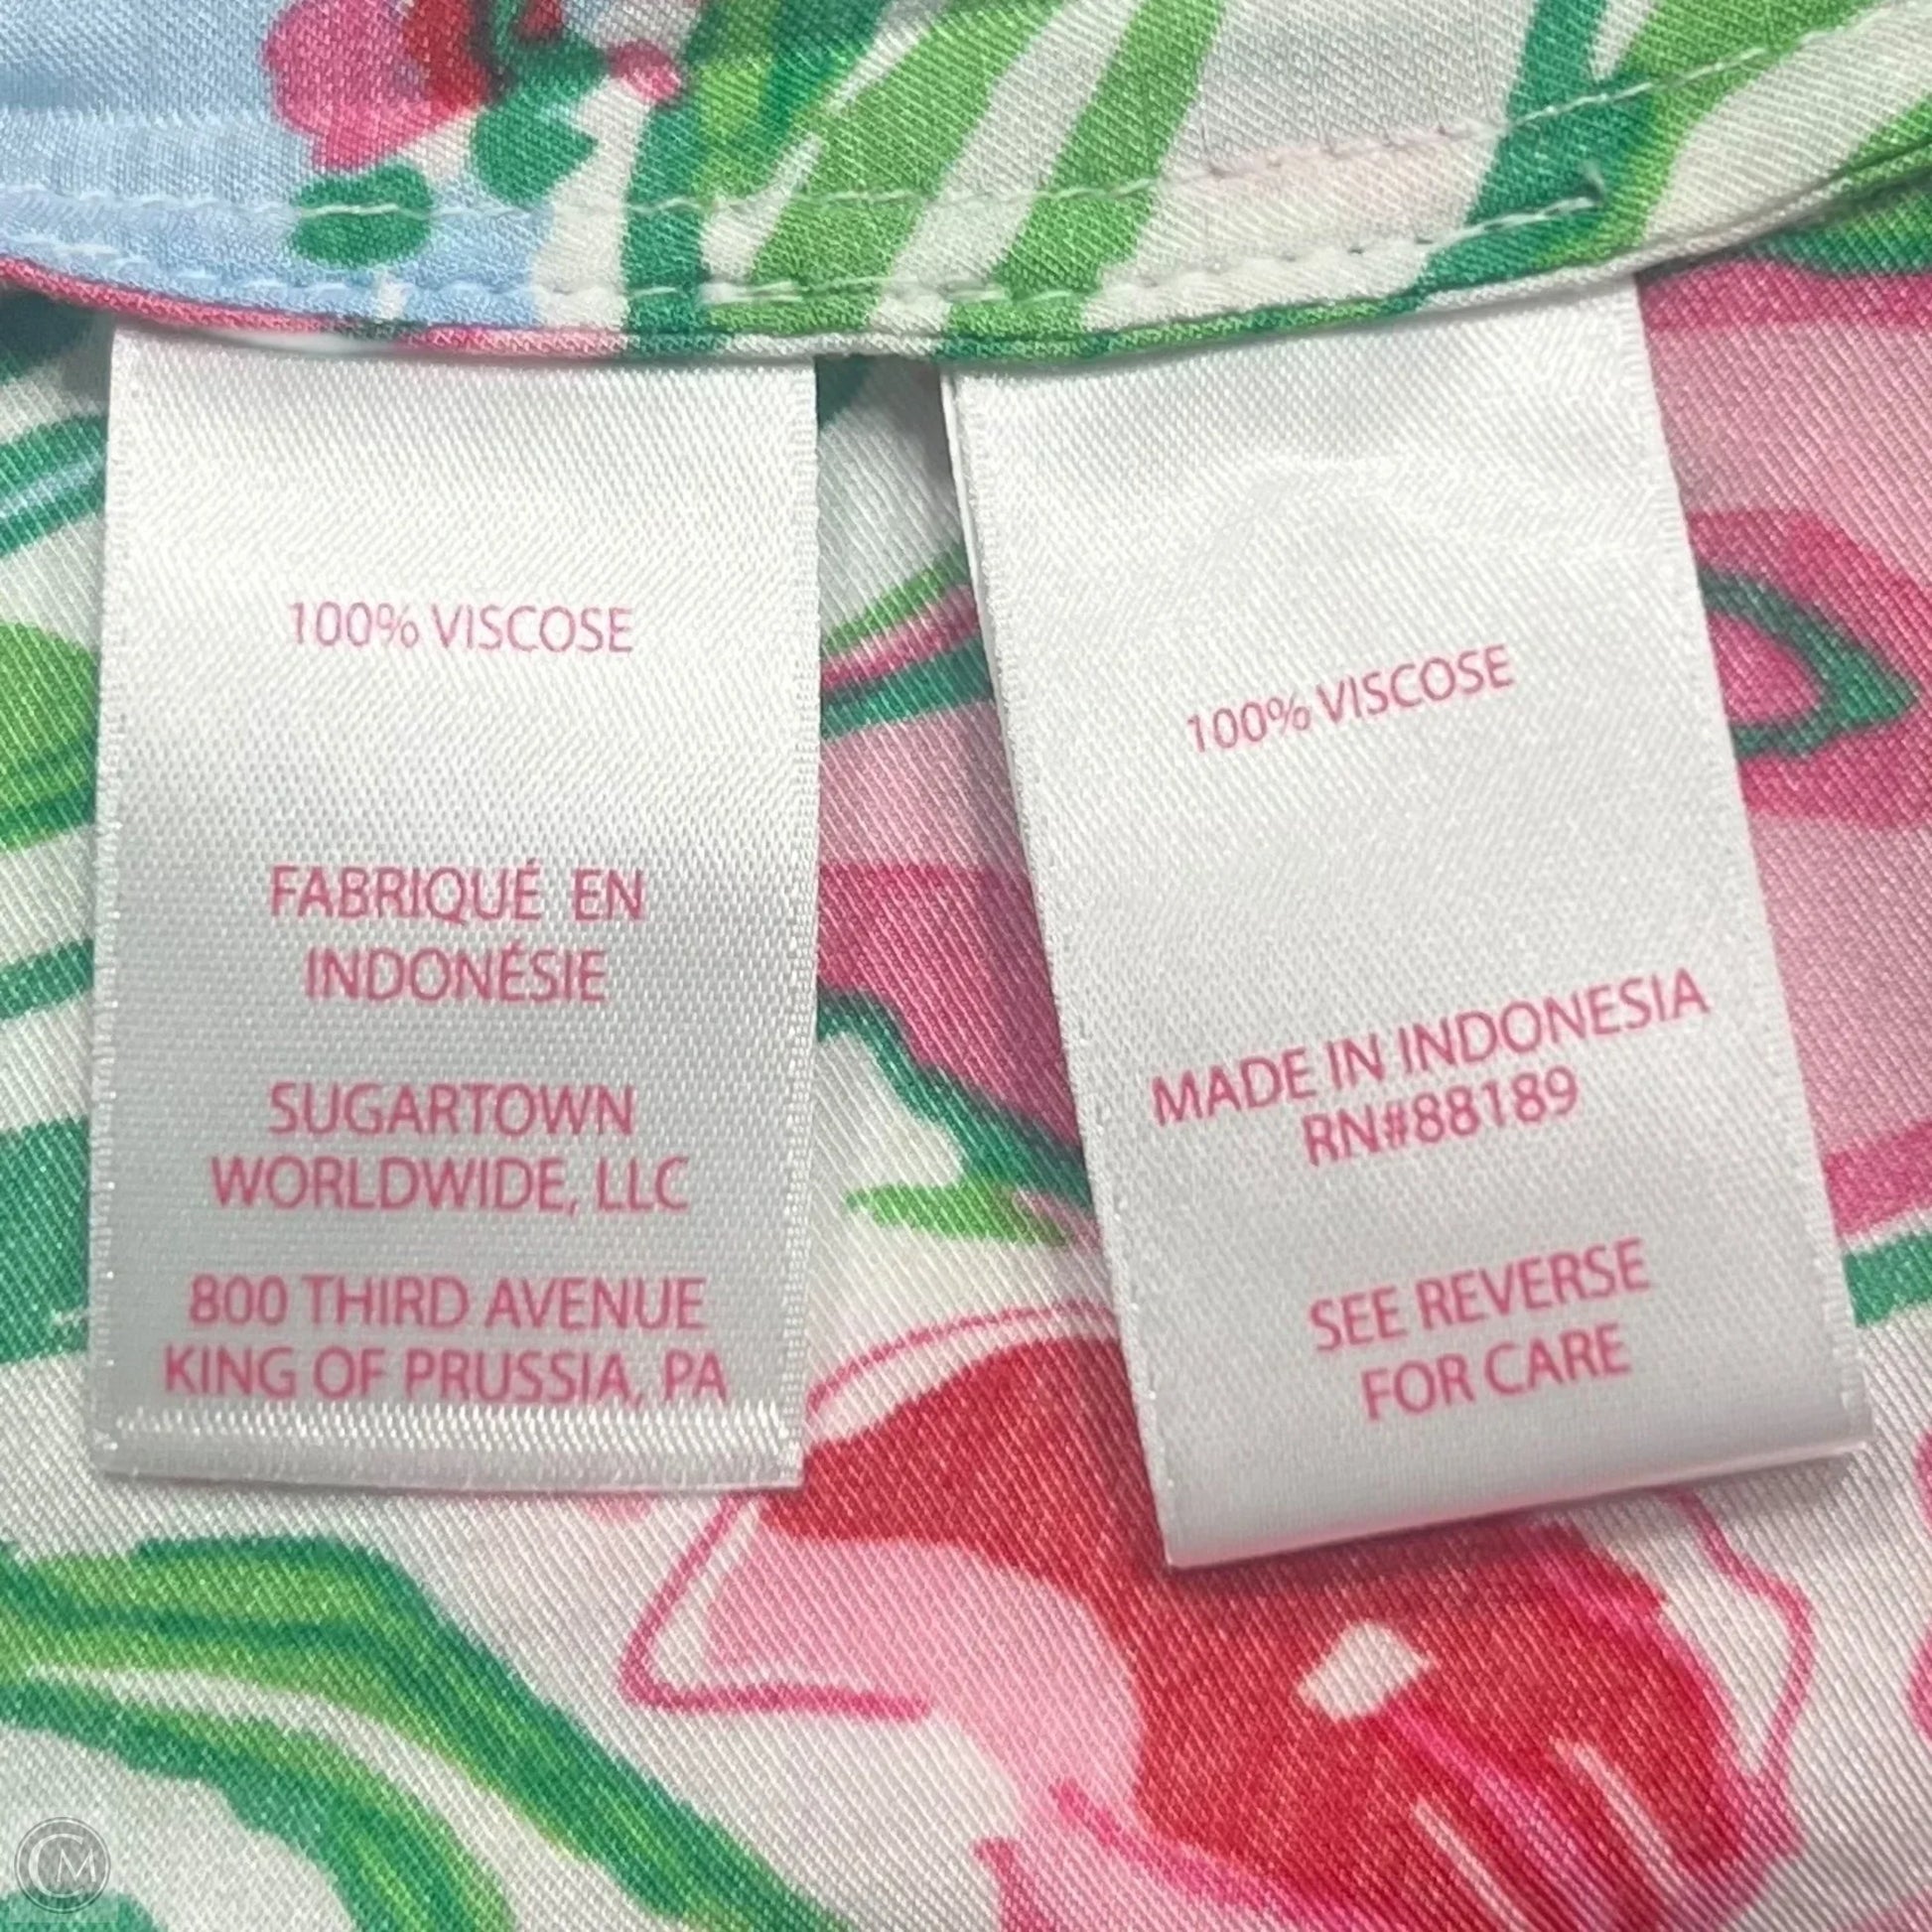 100% VISCOSE
FABRIQUÉ EN
INDONÉSIE
SUGARTOWN
WORLDWIDE, LLC
800 THIRD AVENUE
KING OF PRUSSIA, PA
100% VISCOSE
MADE IN INDONESIA
RN#88189
SEE REVERSE
FOR CARE
CM